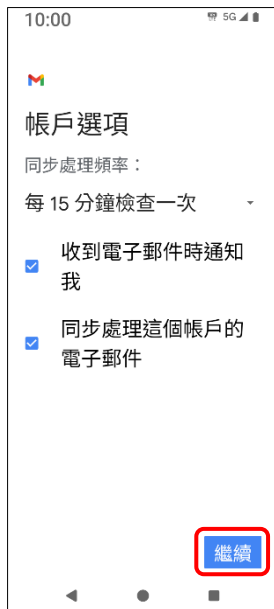 10:00 5G
帳戶選項
同步處理頻率：
每 15 分鐘檢查一次
收到電子郵件時通知
我
同步處理這個帳戶的
電子郵件
繼續